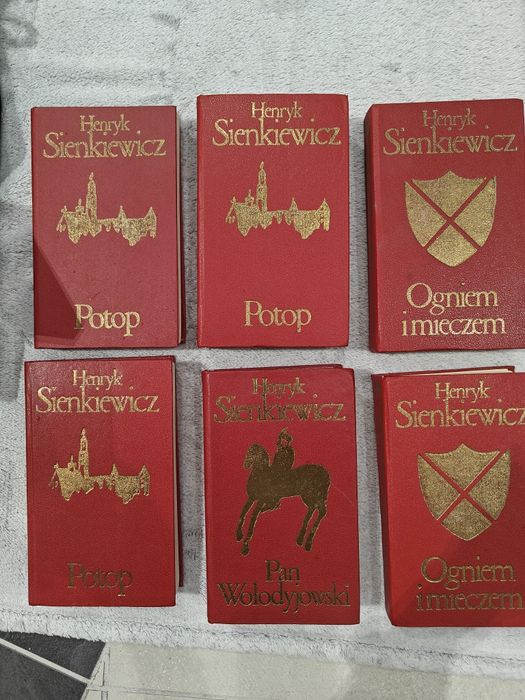 Henryk
Sienkiewicz
Potop
Henryk
Sienkiewicz
Potop
Henryk
Sienkiewicz
Ogniem
i mieczem
Henryk
Sienkiewicz
Potop
Henryk
Sienkiewicz
Pan
Wołodyjowski
Henryk
Sienkiewicz
Ogniem
i mieczem